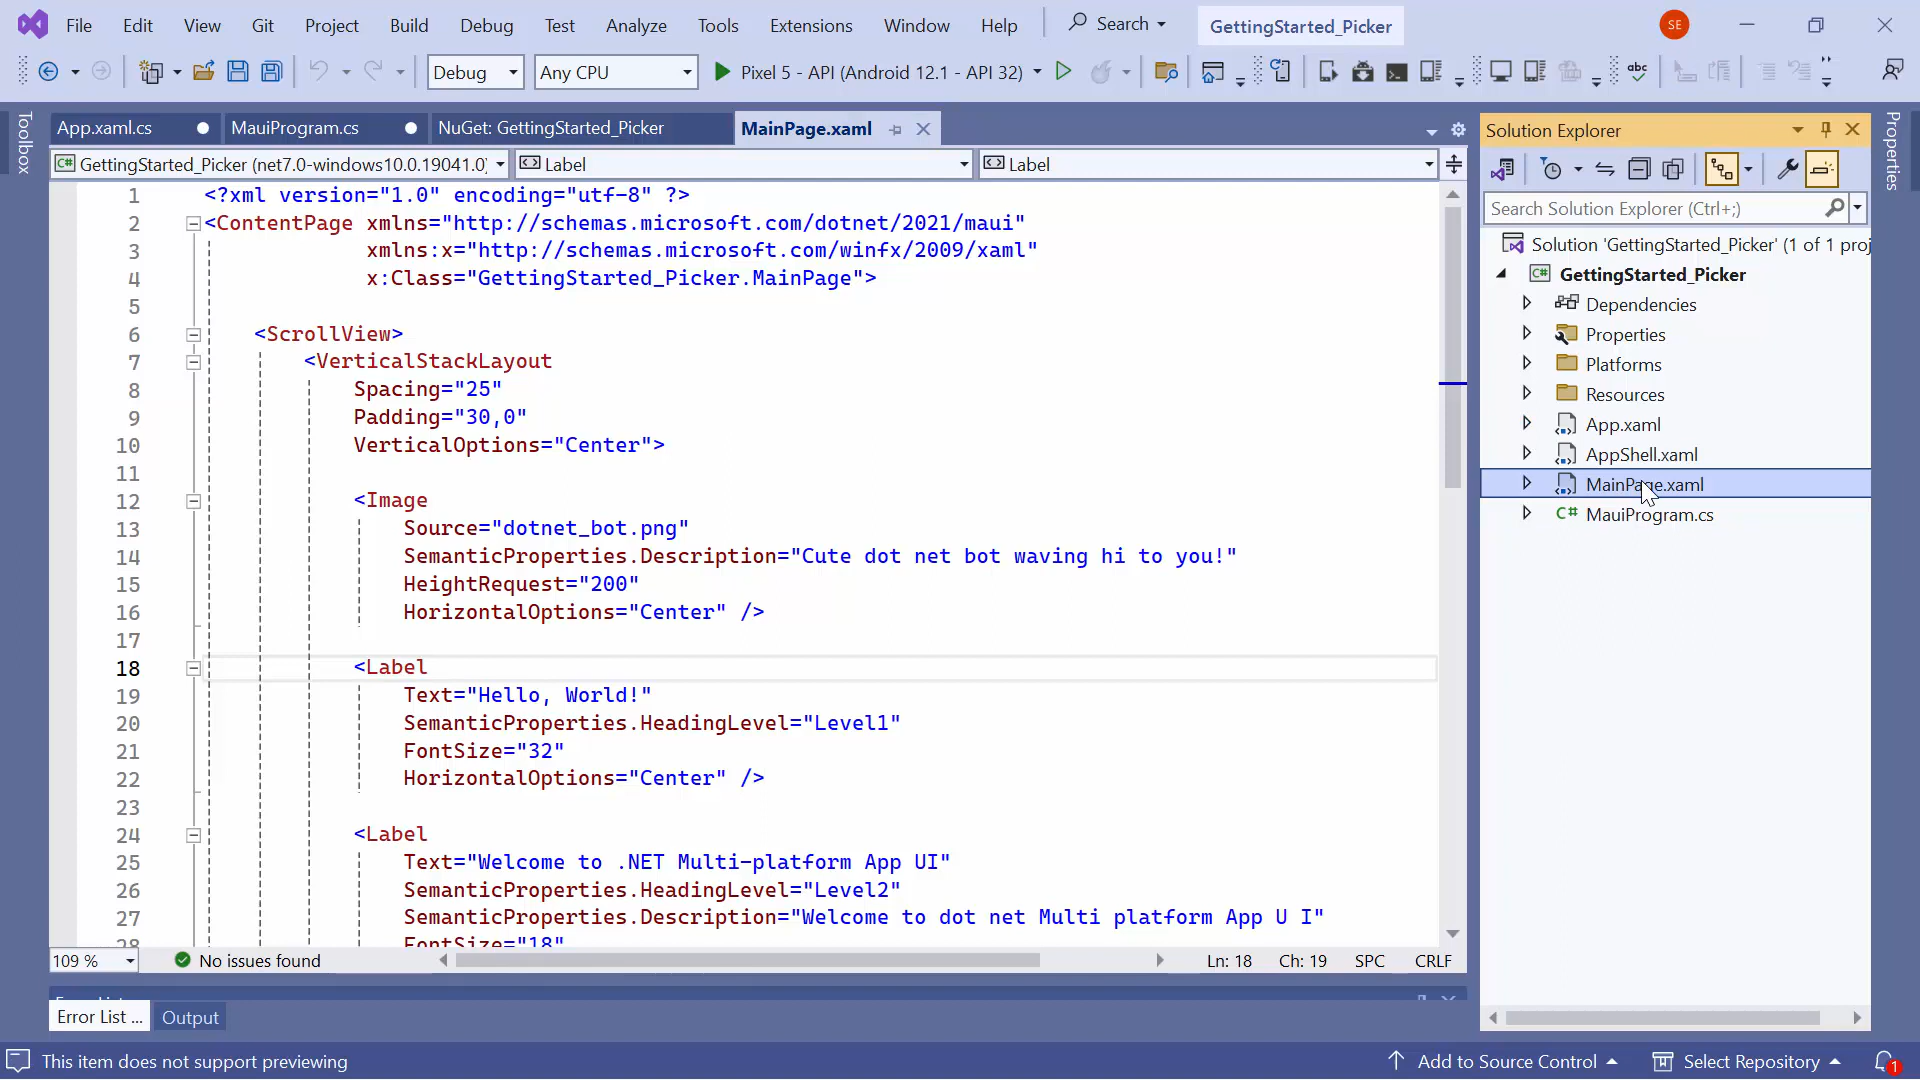 File Edit View Git Project Build Debug Test Analyze Tools Extensions Window Help Search GettingStarted_Picker SE
Debug Any CPU Pixel 5 - API (Android 12.1 - API 32) abc
Toolbox
App.xaml.cs MauiProgram.cs NuGet: GettingStarted_Picker MainPage.xaml
GettingStarted_Picker (net7.0-windows10.0.19041.0) Label Label
1 <?xml version="1.0" encoding="utf-8" ?>
2 <ContentPage xmlns="http://schemas.microsoft.com/dotnet/2021/maui"
3 xmlns:x="http://schemas.microsoft.com/winfx/2009/xaml"
4 x:Class="GettingStarted_Picker.MainPage">
5
6 <ScrollView>
7 <VerticalStackLayout
8 Spacing="25"
9 Padding="30,0"
10 VerticalOptions="Center">
11
12 <Image
13 Source="dotnet_bot.png"
14 SemanticProperties.Description="Cute dot net bot waving hi to you!"
15 HeightRequest="200"
16 HorizontalOptions="Center" />
17
18 <Label
19 Text="Hello, World!"
20 SemanticProperties.HeadingLevel="Level1"
21 FontSize="32"
22 HorizontalOptions="Center" />
23
24 <Label
25 Text="Welcome to .NET Multi-platform App UI"
26 SemanticProperties.HeadingLevel="Level2"
27 SemanticProperties.Description="Welcome to dot net Multi platform App U I"
28 FontSize="18"
109 % No issues found Ln: 18 Ch: 19 SPC CRLF
Error List ... Output
Solution Explorer
Search Solution Explorer (Ctrl+;)
Solution 'GettingStarted_Picker' (1 of 1 proj
C# GettingStarted_Picker
Dependencies
Properties
Platforms
Resources
App.xaml
AppShell.xaml
MainPage.xaml
C# MauiProgram.cs
Properties
This item does not support previewing Add to Source Control Select Repository 1